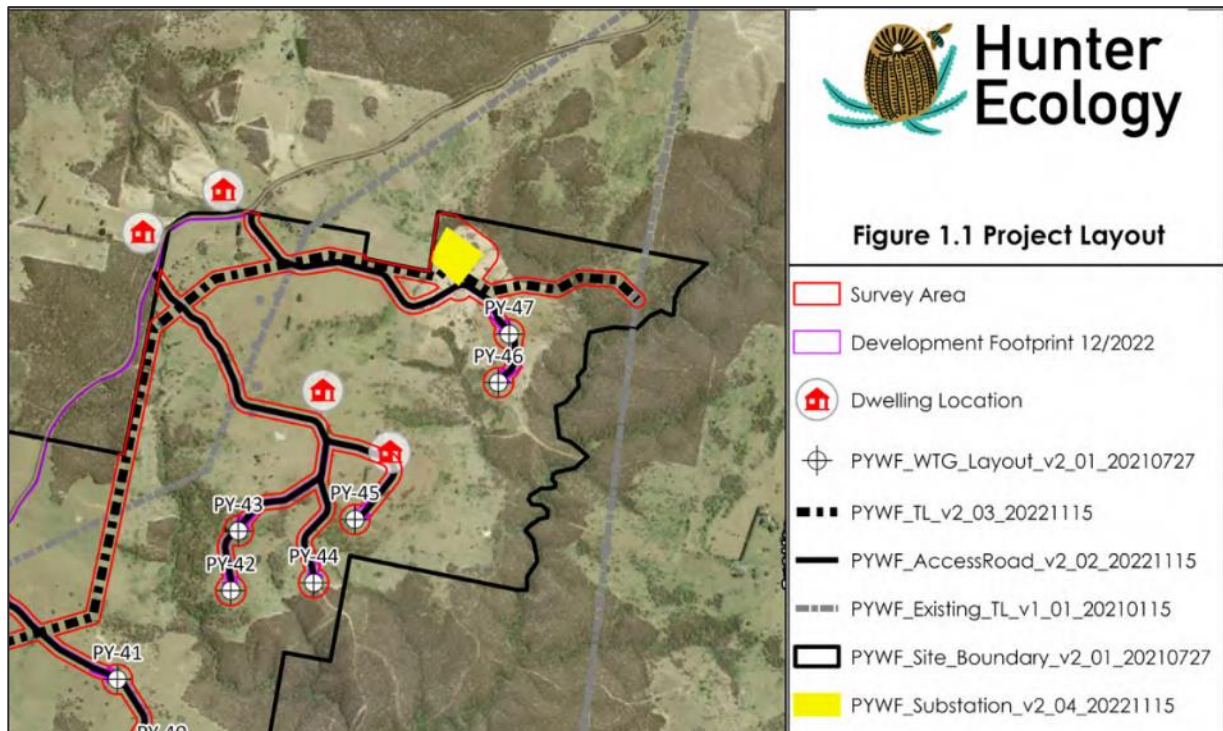 Hunter
Ecology
Figure 1.1 Project Layout
Survey Area
Development Footprint 12/2022
Dwelling Location
PYWF_WTG_Layout_v2_01_20210727
PYWF_TL_v2_03_20221115
PYWF_AccessRoad_v2_02_20221115
PYWF_Existing_TL_v1_01_20210115
PYWF_Site_Boundary_v2_01_20210727
PYWF_Substation_v2_04_20221115
PY-47
PY-46
PY-45
PY-43
PY-44
PY-42
PY-41